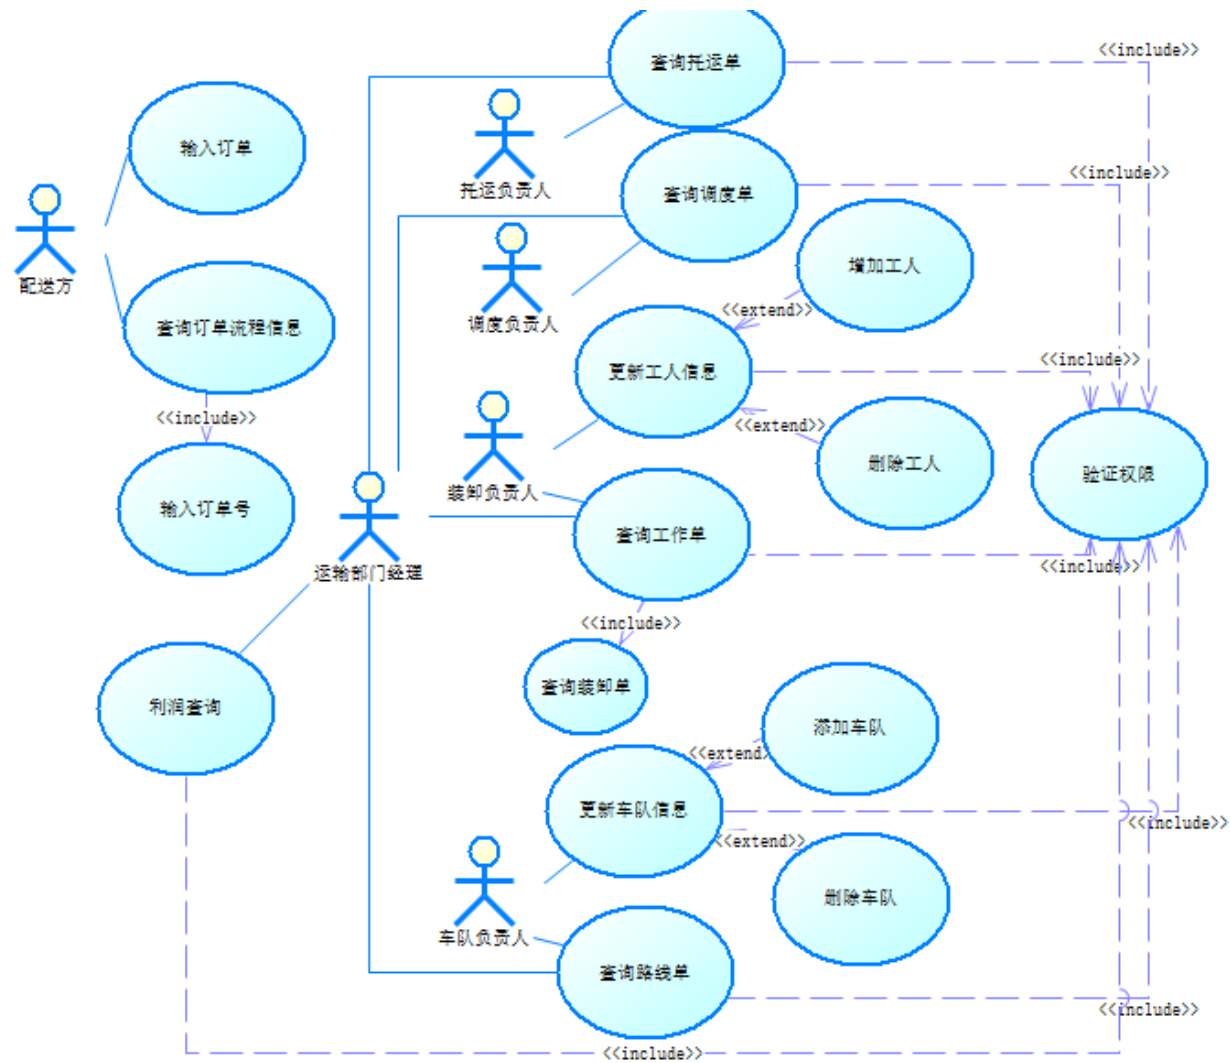 <<include>>
查询托运单
输入订单
托运负责人
<<include>>
查询调度单
配送方
增加工人
查询订单流程信息
调度负责人
<<extend>>
<<include>>
更新工人信息
<<include>>
<<extend>>
删除工人
验证权限
装卸负责人
输入订单号
查询工作单
运输部门经理
<<include>>
<<include>>
查询装卸单
利润查询
添加车队
<<extend>
更新车队信息
<<include>>
<<extend>>
删除车队
车队负责人
查询路线单
<<include>>
<<include>>